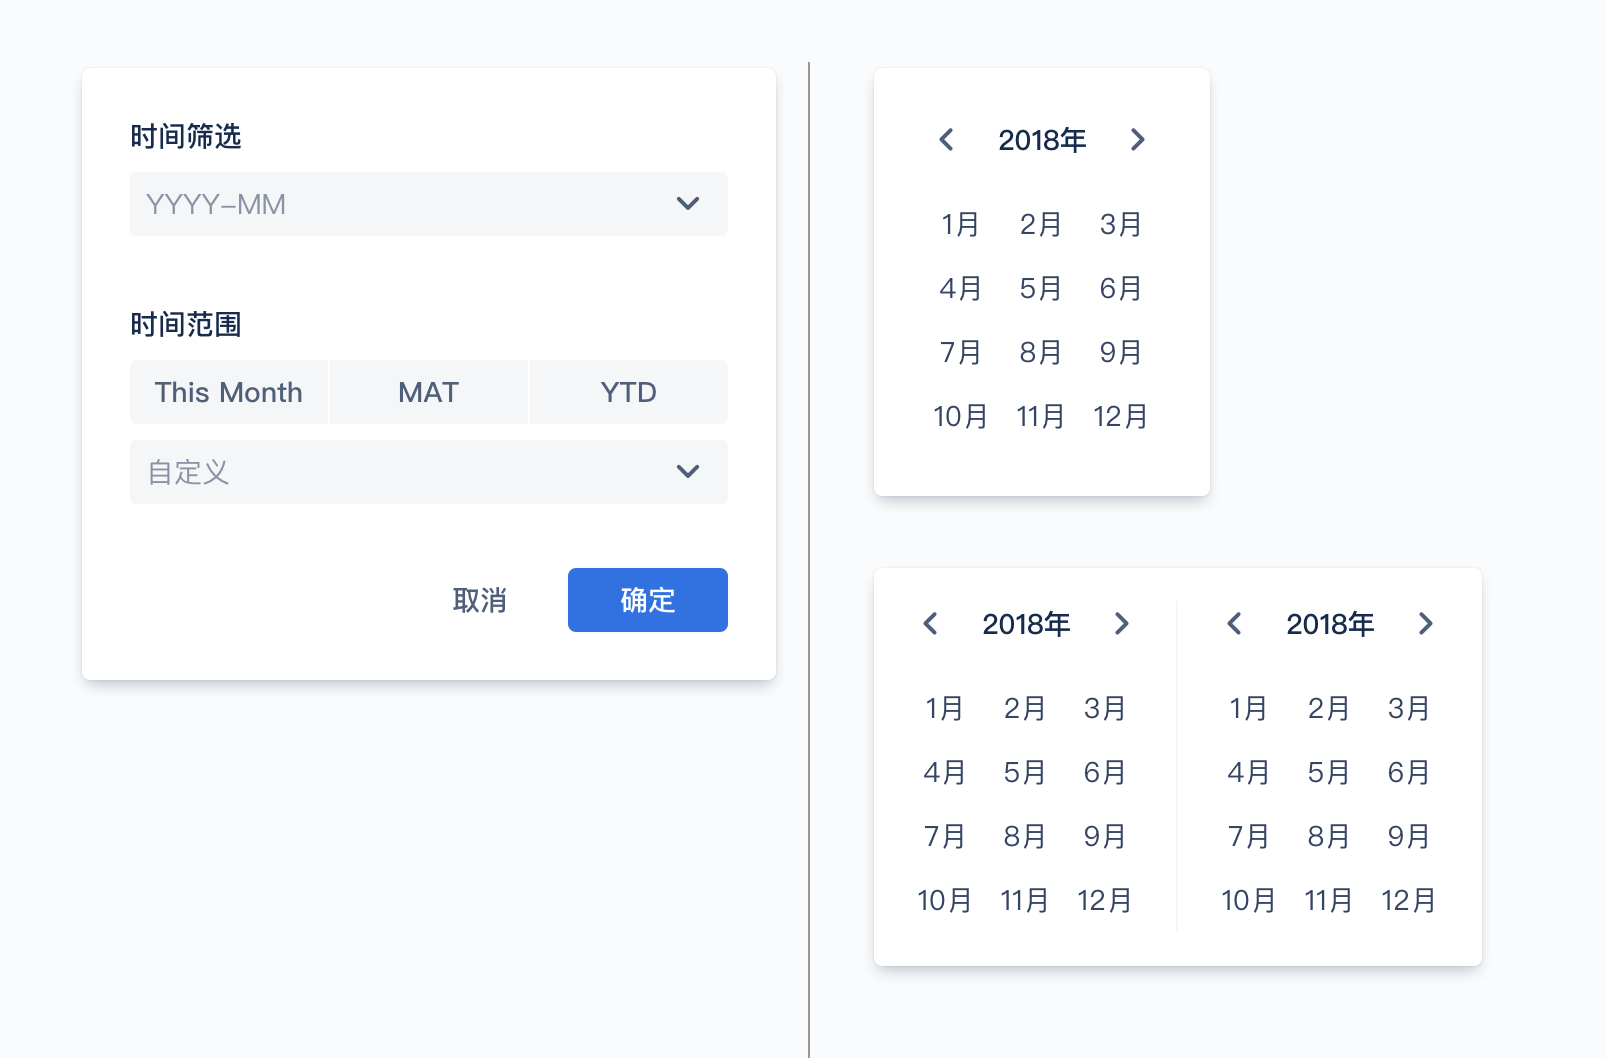 时间筛选
YYYY-MM
时间范围
This Month MAT YTD
自定义
取消 确定
2018年
1月 2月 3月
4月 5月 6月
7月 8月 9月
10月 11月 12月
2018年
1月 2月 3月
4月 5月 6月
7月 8月 9月
10月 11月 12月
2018年
1月 2月 3月
4月 5月 6月
7月 8月 9月
10月 11月 12月